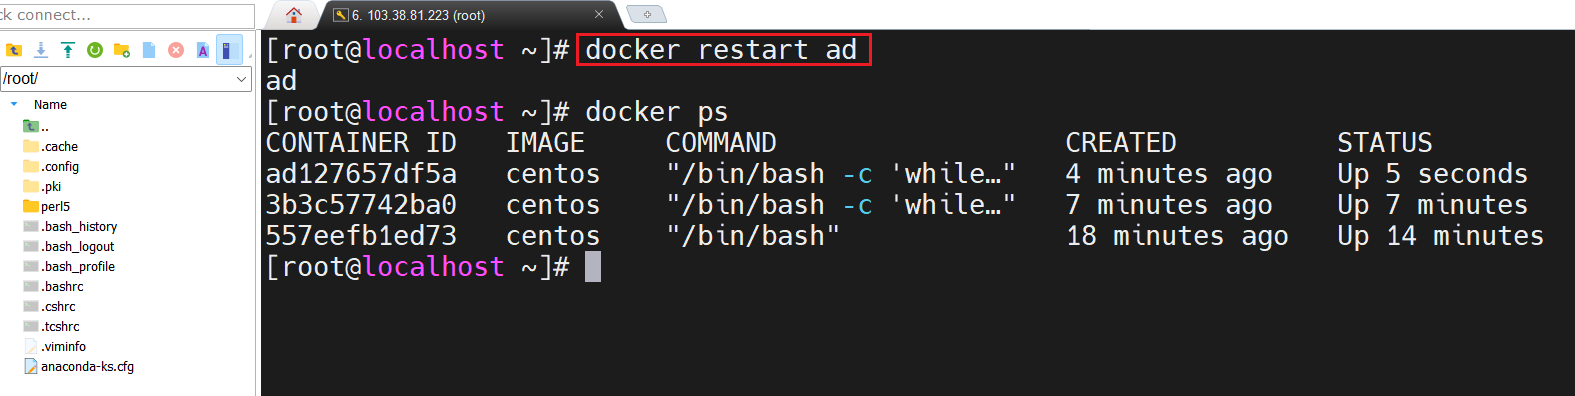 ck connect...
6. 103.38.81.223 (root)
/root/
Name
..
.cache
.config
.pki
perl5
.bash_history
.bash_logout
.bash_profile
.bashrc
.cshrc
.tcshrc
.viminfo
anaconda-ks.cfg
[root@localhost ~]# docker restart ad
ad
[root@localhost ~]# docker ps
CONTAINER ID IMAGE COMMAND CREATED STATUS
ad127657df5a centos "/bin/bash -c 'while…" 4 minutes ago Up 5 seconds
3b3c57742ba0 centos "/bin/bash -c 'while…" 7 minutes ago Up 7 minutes
557eefb1ed73 centos "/bin/bash" 18 minutes ago Up 14 minutes
[root@localhost ~]#